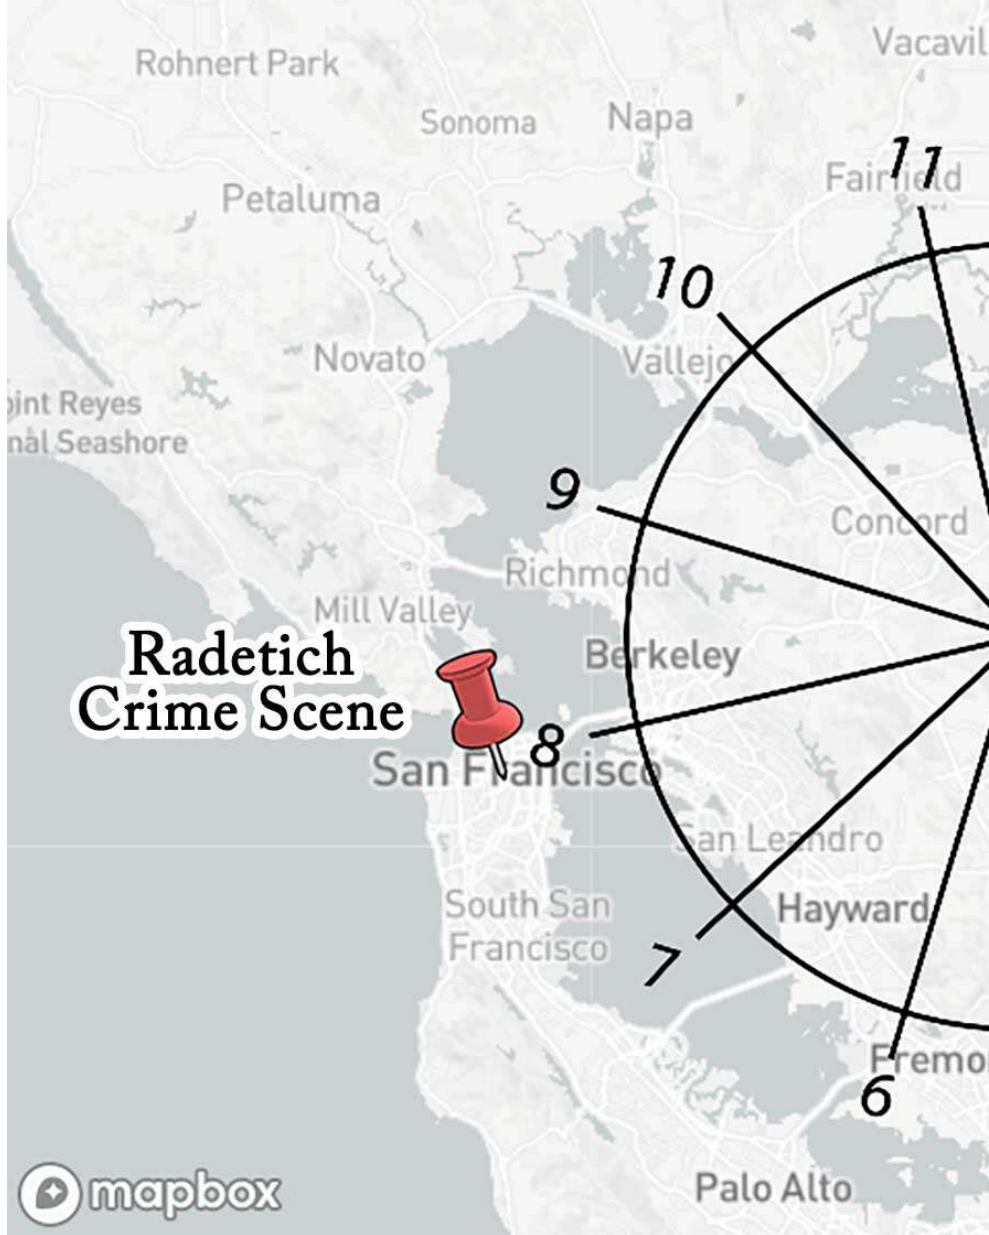 Vacavil
Rohnert Park
Sonoma
Napa
11
Fairfield
Petaluma
10
Novato
Vallejo
oint Reyes
nal Seashore
9
Concord
Richmond
Mill Valley
Radetich
Crime Scene
Berkeley
8
San Francisco
San Leandro
South San
Francisco
Hayward
7
Fremo
6
Palo Alto
mapbox